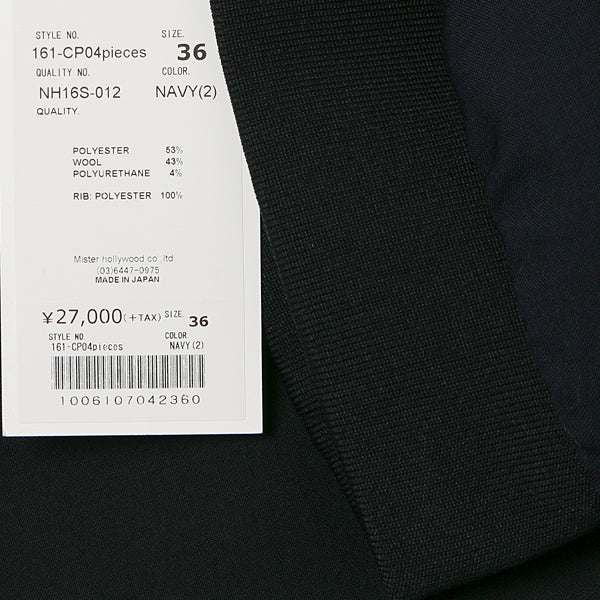 STYLE NO. SIZE.
161-CP04pieces 36
QUALITY NO. COLOR.
NH16S-012 NAVY(2)
QUALITY.
POLYESTER 53%
WOOL 43%
POLYURETHANE 4%
RIB: POLYESTER 100%
Mister hollywood co.,ltd
(03)6447-0975
MADE IN JAPAN
¥27,000(+TAX) SIZE. 36
STYLE NO. COLOR.
161-CP04pieces NAVY(2)
1006107042360